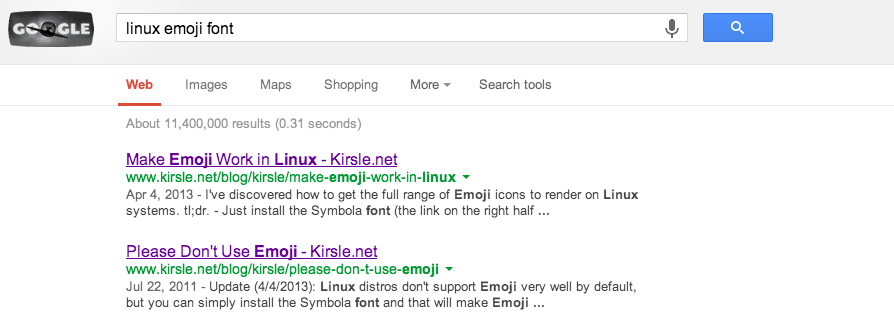 GOOGLE
linux emoji font
Web Images Maps Shopping More Search tools
About 11,400,000 results (0.31 seconds)
Make Emoji Work in Linux - Kirsle.net
www.kirsle.net/blog/kirsle/make-emoji-work-in-linux
Apr 4, 2013 - I've discovered how to get the full range of Emoji icons to render on Linux
systems. tl;dr. - Just install the Symbola font (the link on the right half ...
Please Don't Use Emoji - Kirsle.net
www.kirsle.net/blog/kirsle/please-don-t-use-emoji
Jul 22, 2011 - Update (4/4/2013): Linux distros don't support Emoji very well by default,
but you can simply install the Symbola font and that will make Emoji ...